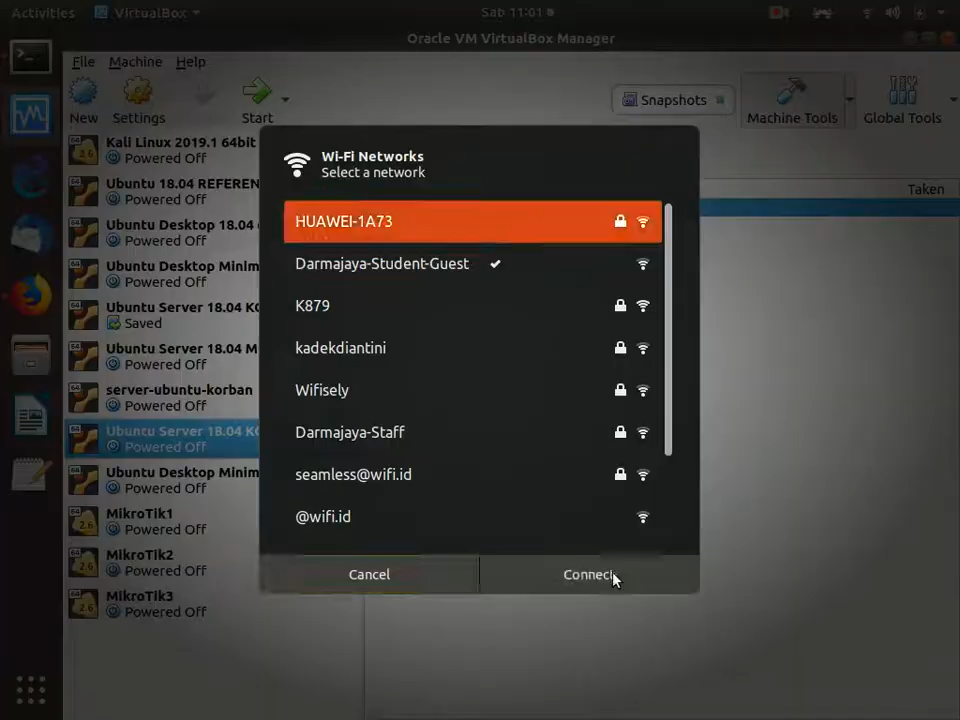 Activities
VirtualBox
Sab 11:01
Oracle VM VirtualBox Manager
File Machine Help
New
Settings
Start
Snapshots
Machine Tools
Global Tools
Taken
Kali Linux 2019.1 64bit
Powered Off
Ubuntu 18.04 REFEREN
Powered Off
Ubuntu Desktop 18.04
Powered Off
Ubuntu Desktop Minim
Powered Off
Ubuntu Server 18.04 KO
Saved
Ubuntu Server 18.04 M
Powered Off
server-ubuntu-korban
Powered Off
Ubuntu Server 18.04 KO
Powered Off
Ubuntu Desktop Minim
Powered Off
MikroTik1
Powered Off
MikroTik2
Powered Off
MikroTik3
Powered Off
Wi-Fi Networks
Select a network
HUAWEI-1A73
Darmajaya-Student-Guest
K879
kadekdiantini
Wifisely
Darmajaya-Staff
seamless@wifi.id
@wifi.id
Cancel
Connect